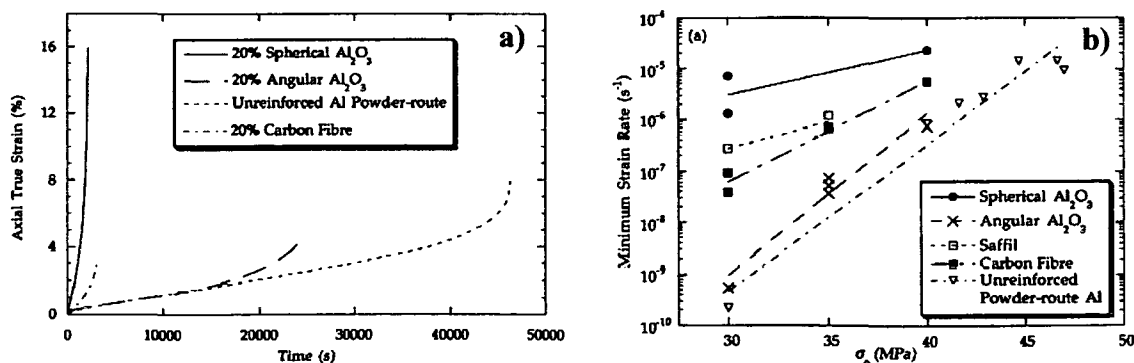 a)
Axial True Strain (%)
16
12
8
4
0
20% Spherical Al₂O₃
20% Angular Al₂O₃
Unreinforced Al Powder-route
20% Carbon Fibre
0 10000 20000 30000 40000 50000
Time (s)
(a)
b)
Minimum Strain Rate (s⁻¹)
10⁻⁴
10⁻⁵
10⁻⁶
10⁻⁷
10⁻⁸
10⁻⁹
10⁻¹⁰
Spherical Al₂O₃
Angular Al₂O₃
Saffil
Carbon Fibre
Unreinforced
Powder-route Al
30 35 40 45 50
(MPa)